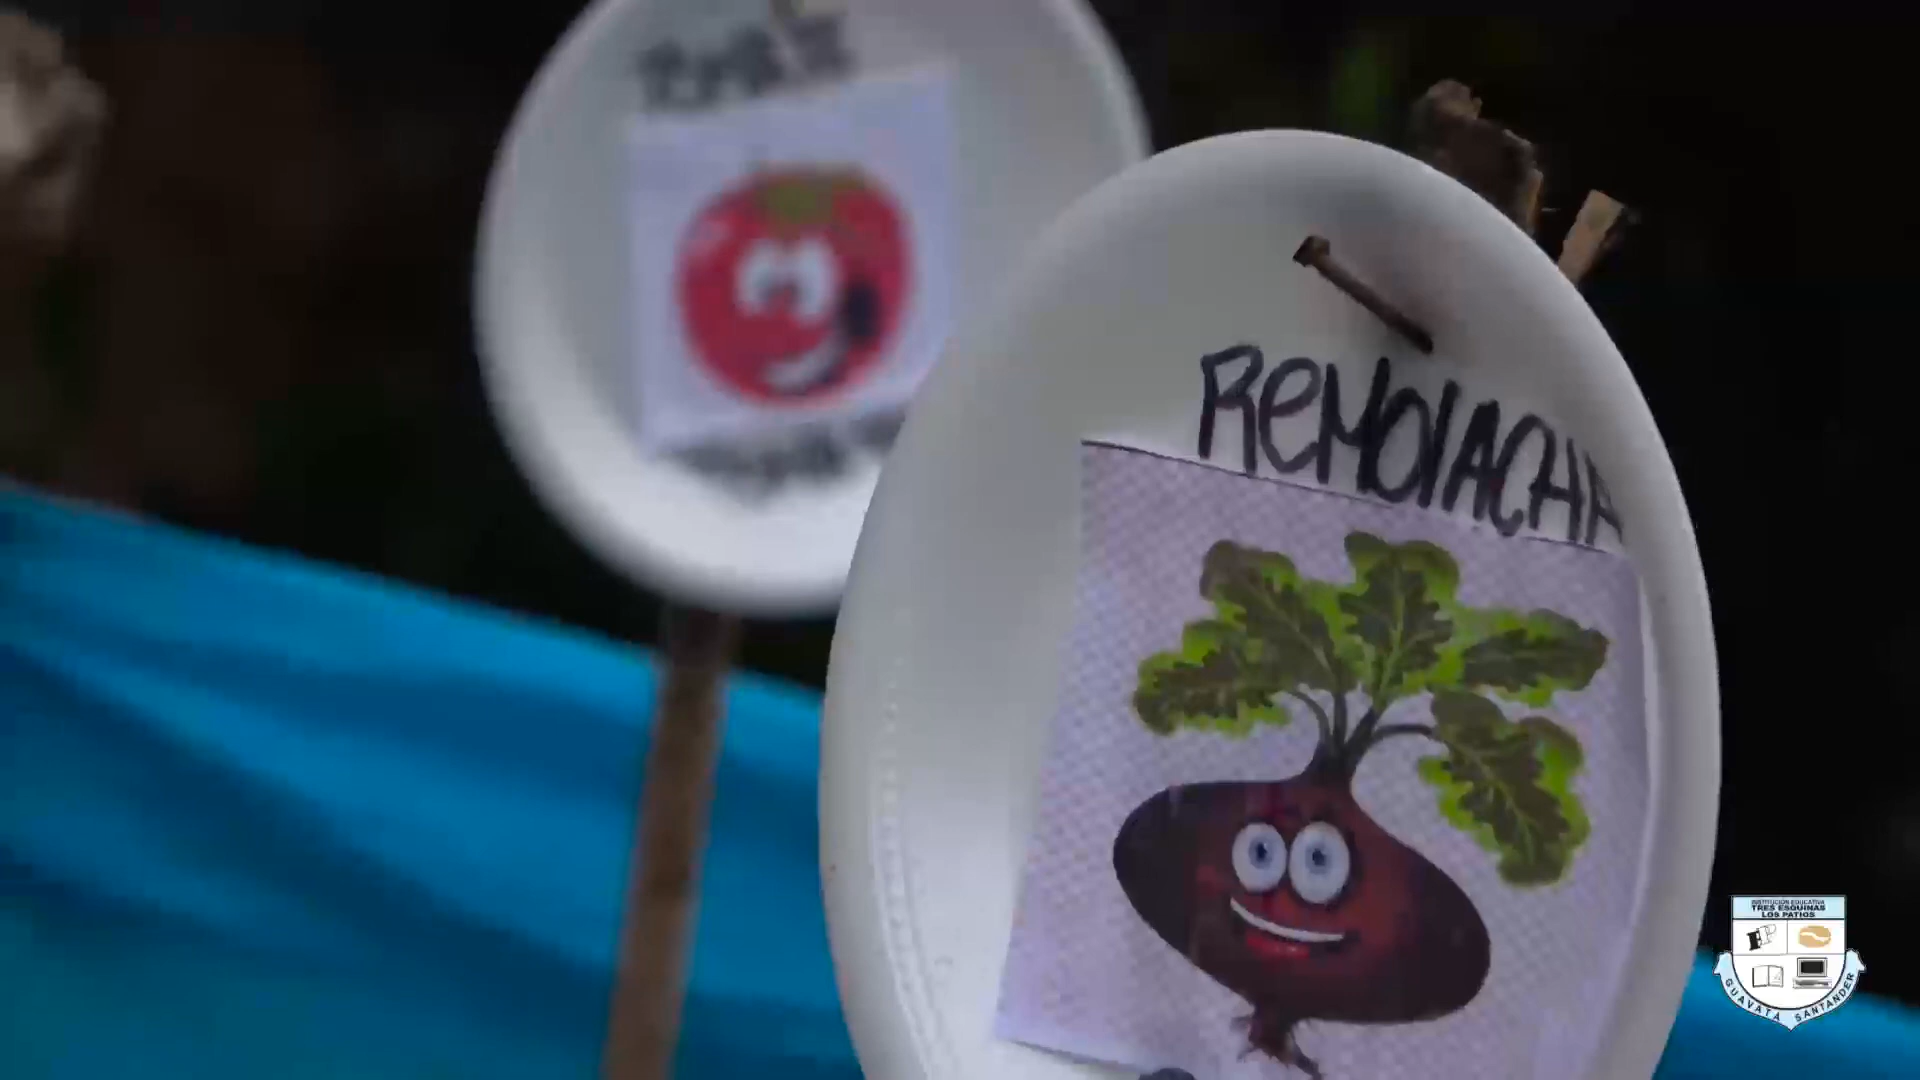 REMOlACHA
INSTITUCIÓN EDUCATIVA
TRES ESQUINAS
LOS PATIOS
GUAVATÁ SANTANDER